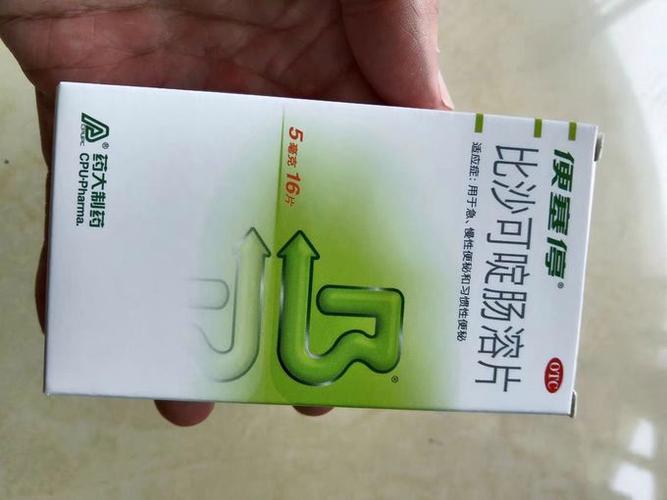 便塞停®
比沙可啶肠溶片
适应症：用于急、慢性便秘和习惯性便秘
OTC
5毫克 16片
®
CPUPC
®
药大制药
CPU-Pharma.